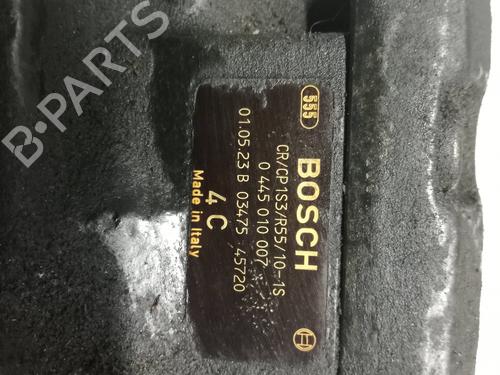 555
BOSCH
CR/CP1S3/R55/10-1S
0 445 010 007
01.05.23 B 03475 45720
4 C
Made in Italy
B-PARTS